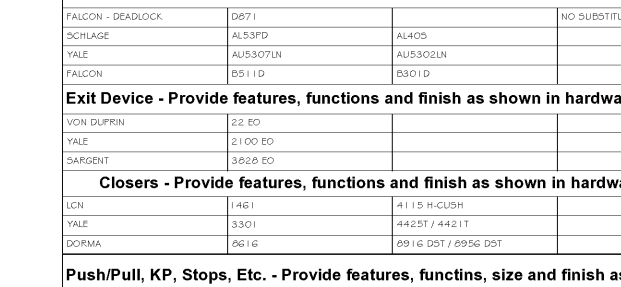 FALCON - DEADLOCK D871 NO SUBSTITU
SCHLAGE AL53PD AL40S
YALE AU5307LN AU5302LN
FALCON B511D B301D
Exit Device - Provide features, functions and finish as shown in hardwa
VON DUPRIN 22 EO
YALE 2100 EO
SARGENT 3828 EO
Closers - Provide features, functions and finish as shown in hardwa
LCN 1461 4115 H-CUSH
YALE 3301 4425T / 4421T
DORMA 8616 8916 DST / 8956 DST
Push/Pull, KP, Stops, Etc. - Provide features, functins, size and finish as